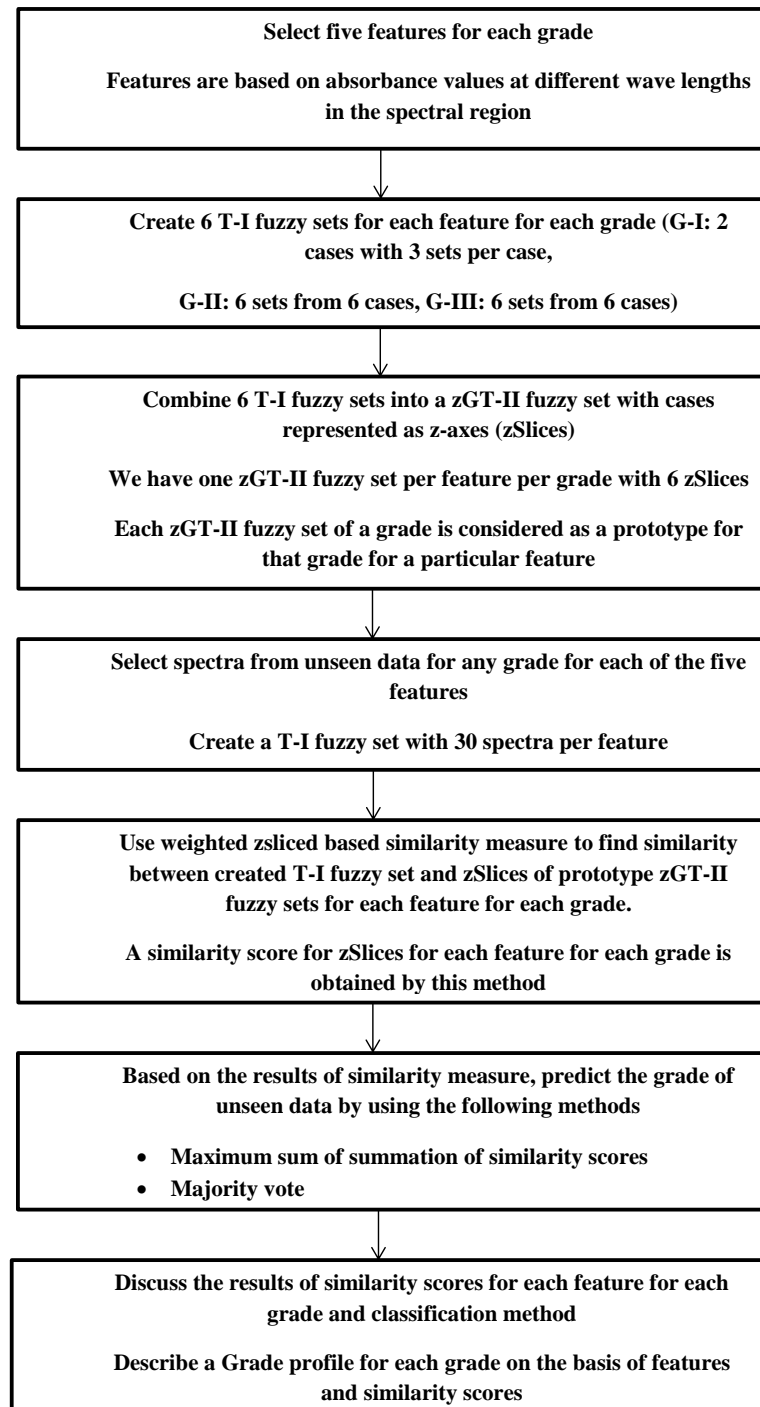 Select five features for each grade
Features are based on absorbance values at different wave lengths
in the spectral region
Create 6 T-I fuzzy sets for each feature for each grade (G-I: 2
cases with 3 sets per case,
G-II: 6 sets from 6 cases, G-III: 6 sets from 6 cases)
Combine 6 T-I fuzzy sets into a zGT-II fuzzy set with cases
represented as z-axes (zSlices)
We have one zGT-II fuzzy set per feature per grade with 6 zSlices
Each zGT-II fuzzy set of a grade is considered as a prototype for
that grade for a particular feature
Select spectra from unseen data for any grade for each of the five
features
Create a T-I fuzzy set with 30 spectra per feature
Use weighted zsliced based similarity measure to find similarity
between created T-I fuzzy set and zSlices of prototype zGT-II
fuzzy sets for each feature for each grade.
A similarity score for zSlices for each feature for each grade is
obtained by this method
Based on the results of similarity measure, predict the grade of
unseen data by using the following methods
• Maximum sum of summation of similarity scores
• Majority vote
Discuss the results of similarity scores for each feature for each
grade and classification method
Describe a Grade profile for each grade on the basis of features
and similarity scores